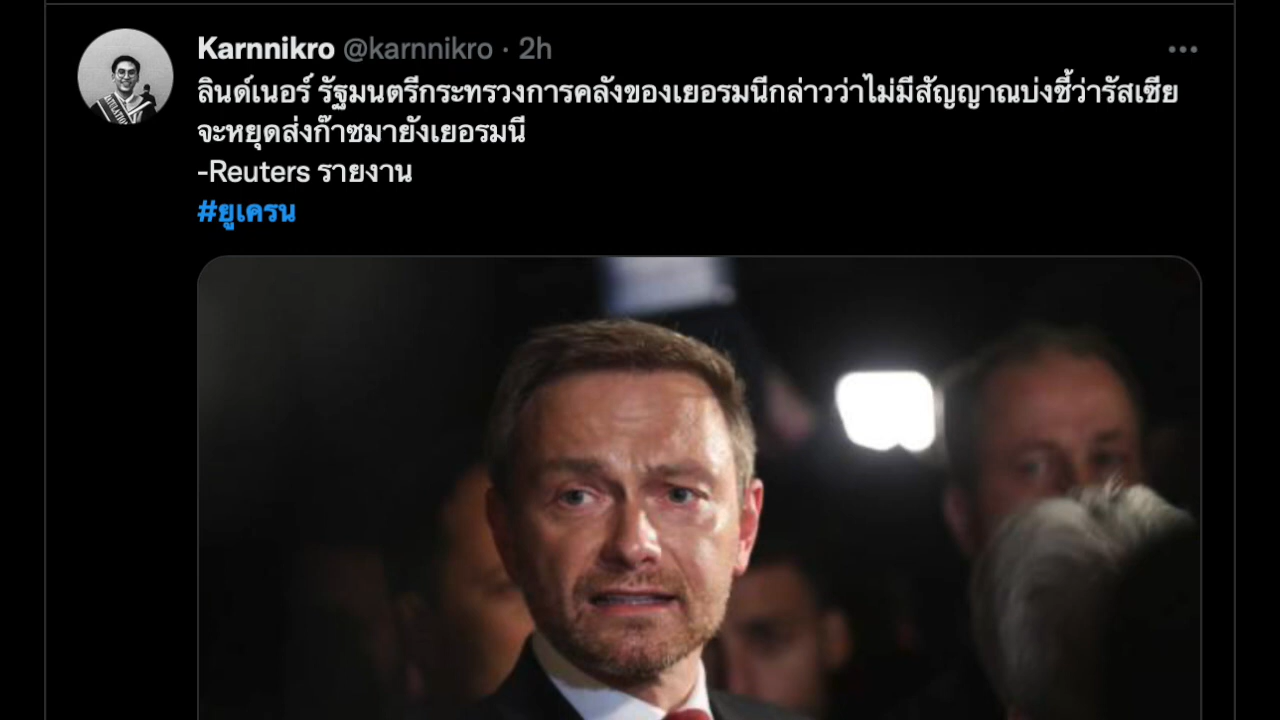 Karnnikro @karnnikro · 2h
ลินด์เนอร์ รัฐมนตรีกระทรวงการคลังของเยอรมนีกล่าวว่าไม่มีสัญญาณบ่งชี้ว่ารัสเซีย
จะหยุดส่งก๊าซมายังเยอรมนี
-Reuters รายงาน
#ยูเครน